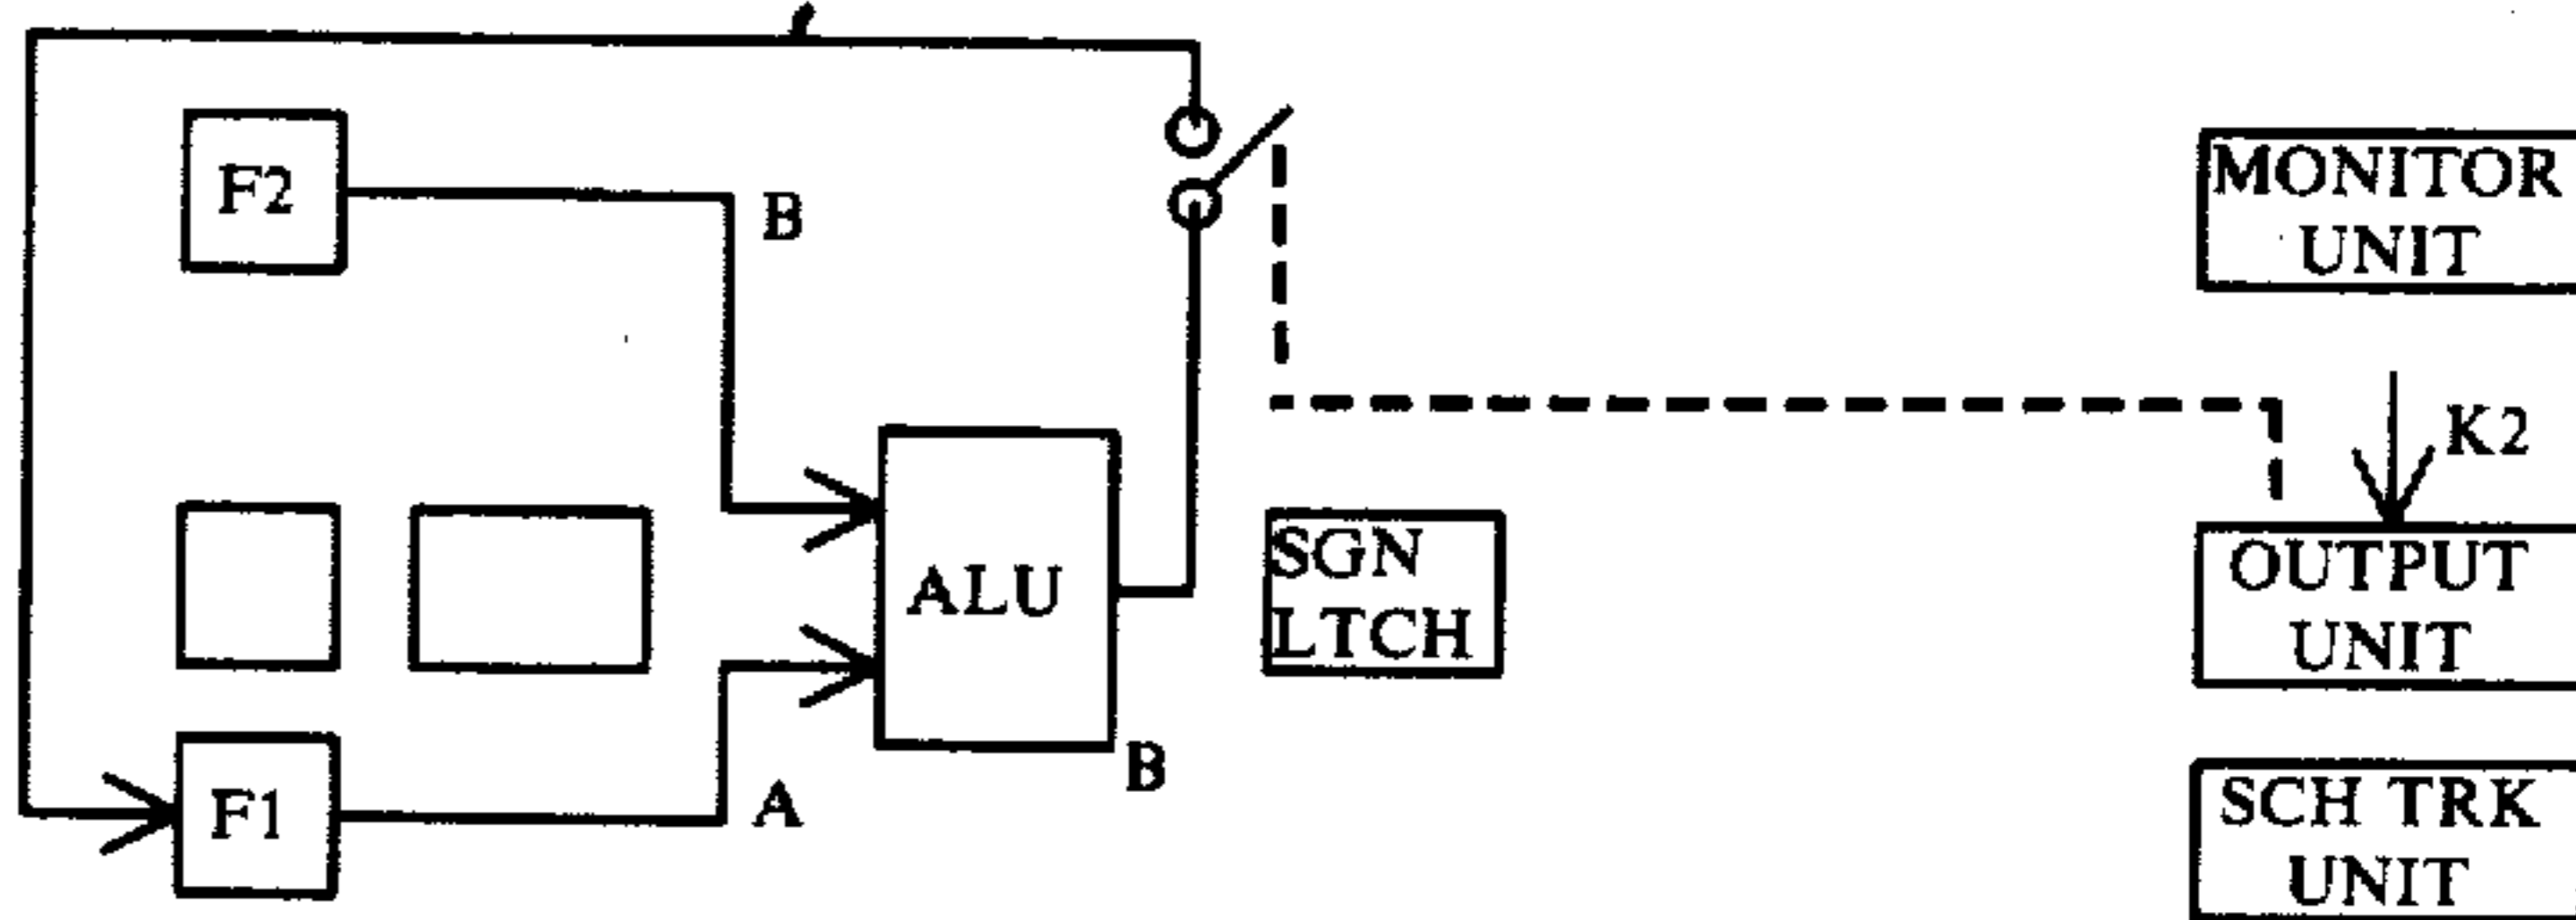 F2
B
MONITOR
UNIT
K2
ALU
SGN
LTCH
OUTPUT
UNIT
B
F1
A
SCH TRK
UNIT